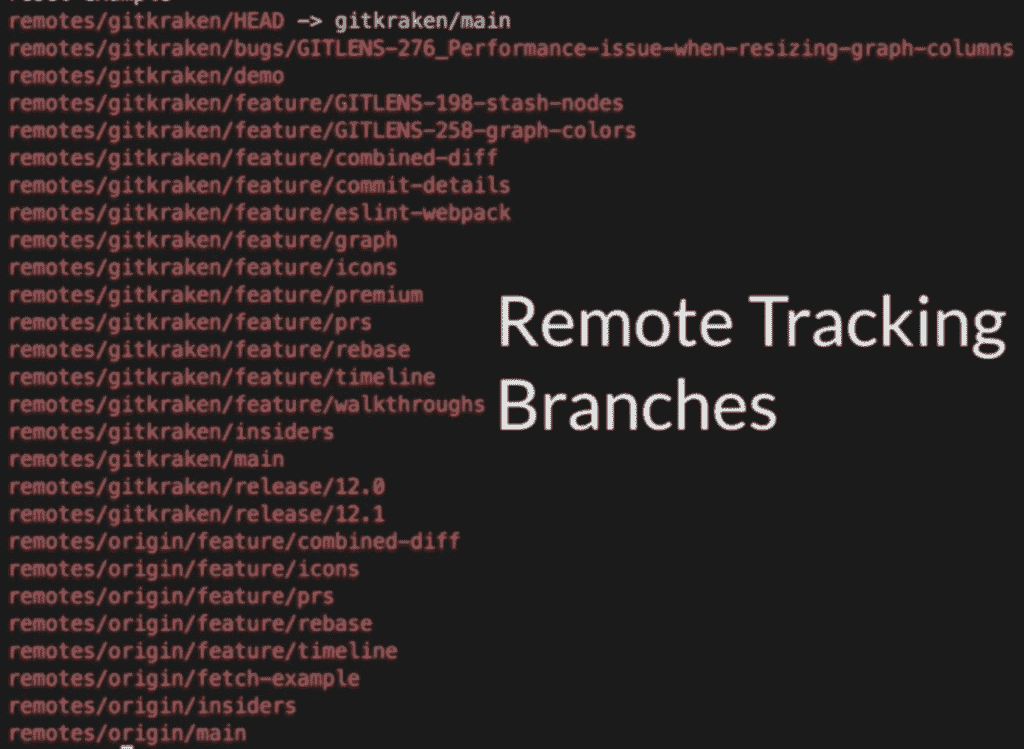 remotes/gitkraken/HEAD -> gitkraken/main
remotes/gitkraken/bugs/GITLENS-276_Performance-issue-when-resizing-graph-columns
remotes/gitkraken/demo
remotes/gitkraken/feature/GITLENS-198-stash-nodes
remotes/gitkraken/feature/GITLENS-258-graph-colors
remotes/gitkraken/feature/combined-diff
remotes/gitkraken/feature/commit-details
remotes/gitkraken/feature/eslint-webpack
remotes/gitkraken/feature/graph
remotes/gitkraken/feature/icons
remotes/gitkraken/feature/premium
remotes/gitkraken/feature/prs
remotes/gitkraken/feature/rebase
remotes/gitkraken/feature/timeline
remotes/gitkraken/feature/walkthroughs
remotes/gitkraken/insiders
remotes/gitkraken/main
remotes/gitkraken/release/12.0
remotes/gitkraken/release/12.1
remotes/origin/feature/combined-diff
remotes/origin/feature/icons
remotes/origin/feature/prs
remotes/origin/feature/rebase
remotes/origin/feature/timeline
remotes/origin/fetch-example
remotes/origin/insiders
remotes/origin/main
Remote Tracking
Branches